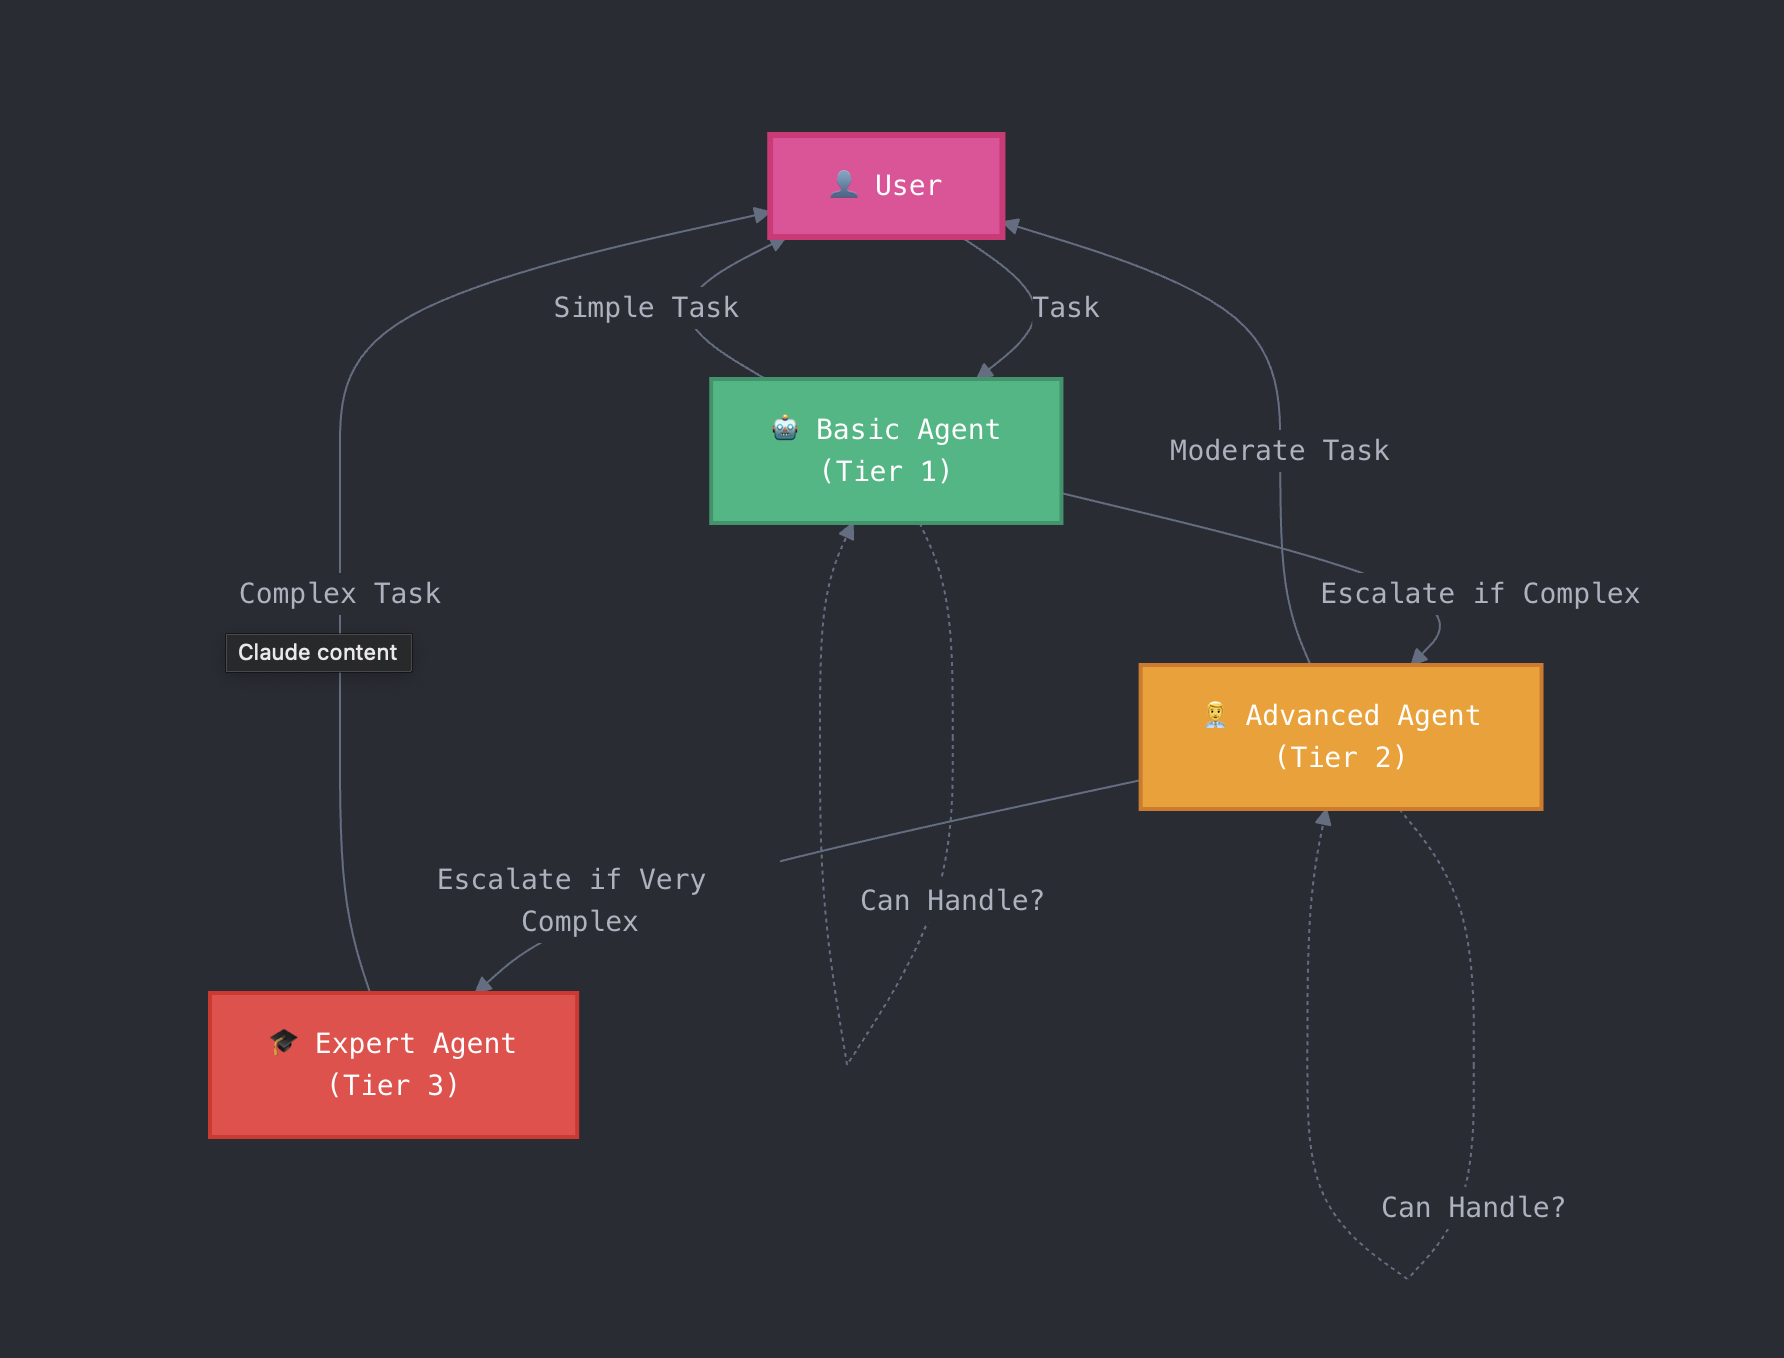 User
Simple Task
Task
Basic Agent
(Tier 1)
Moderate Task
Complex Task
Escalate if Complex
Claude content
Advanced Agent
(Tier 2)
Escalate if Very
Complex
Can Handle?
Expert Agent
(Tier 3)
Can Handle?